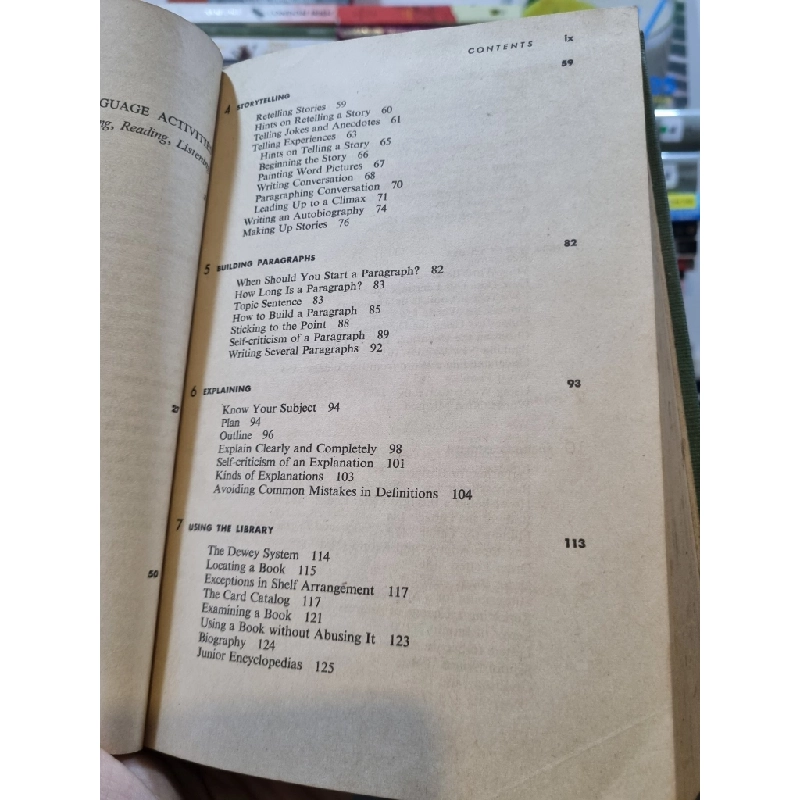 GUAGE ACTIVITIE
ng, Reading, Listening
27
50
CONTENTS ix
4 STORYTELLING 59
Retelling Stories 59
Hints on Retelling a Story 60
Telling Jokes and Anecdotes 61
Telling Experiences 63
Hints on Telling a Story 65
Beginning the Story 66
Painting Word Pictures 67
Writing Conversation 68
Paragraphing Conversation 70
Leading Up to a Climax 71
Writing an Autobiography 74
Making Up Stories 76
5 BUILDING PARAGRAPHS 82
When Should You Start a Paragraph? 82
How Long Is a Paragraph? 83
Topic Sentence 83
How to Build a Paragraph 85
Sticking to the Point 88
Self-criticism of a Paragraph 89
Writing Several Paragraphs 92
6 EXPLAINING 93
Know Your Subject 94
Plan 94
Outline 96
Explain Clearly and Completely 98
Self-criticism of an Explanation 101
Kinds of Explanations 103
Avoiding Common Mistakes in Definitions 104
7 USING THE LIBRARY 113
The Dewey System 114
Locating a Book 115
Exceptions in Shelf Arrangement 117
The Card Catalog 117
Examining a Book 121
Using a Book without Abusing It 123
Biography 124
Junior Encyclopedias 125